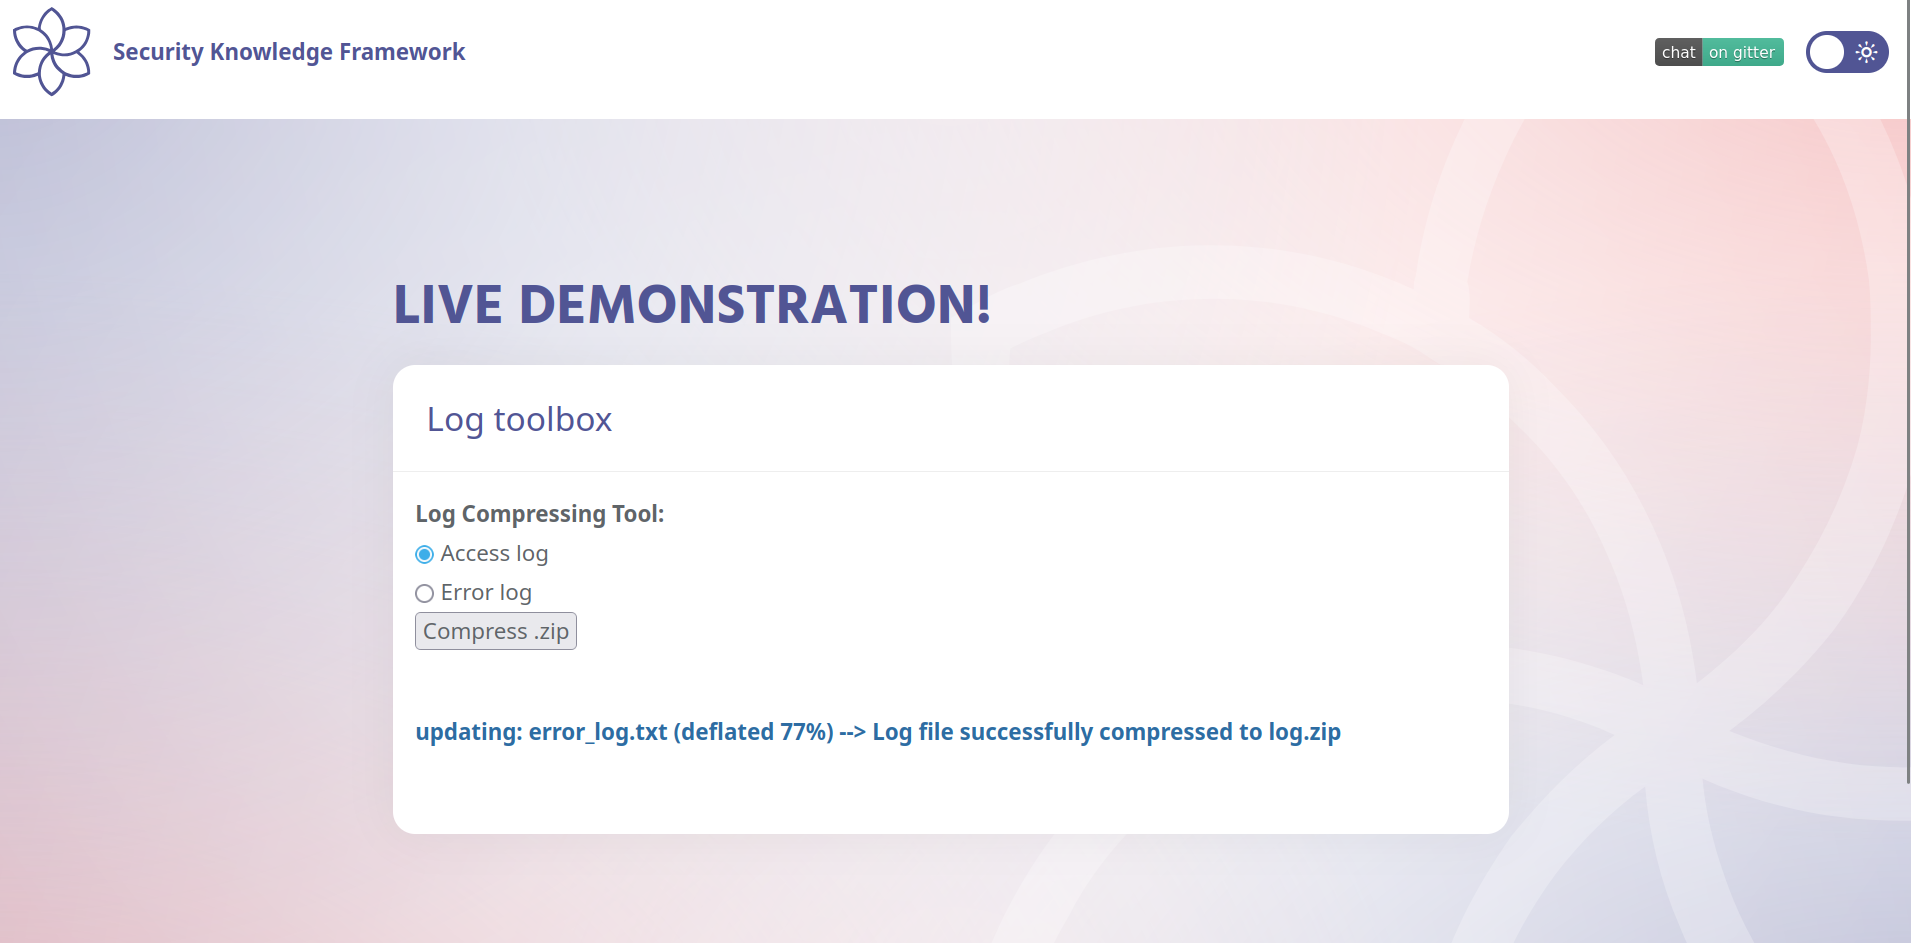 Security Knowledge Framework
chat on gitter
LIVE DEMONSTRATION!
Log toolbox
Log Compressing Tool:
Access log
Error log
Compress .zip
updating: error_log.txt (deflated 77%) --> Log file successfully compressed to log.zip